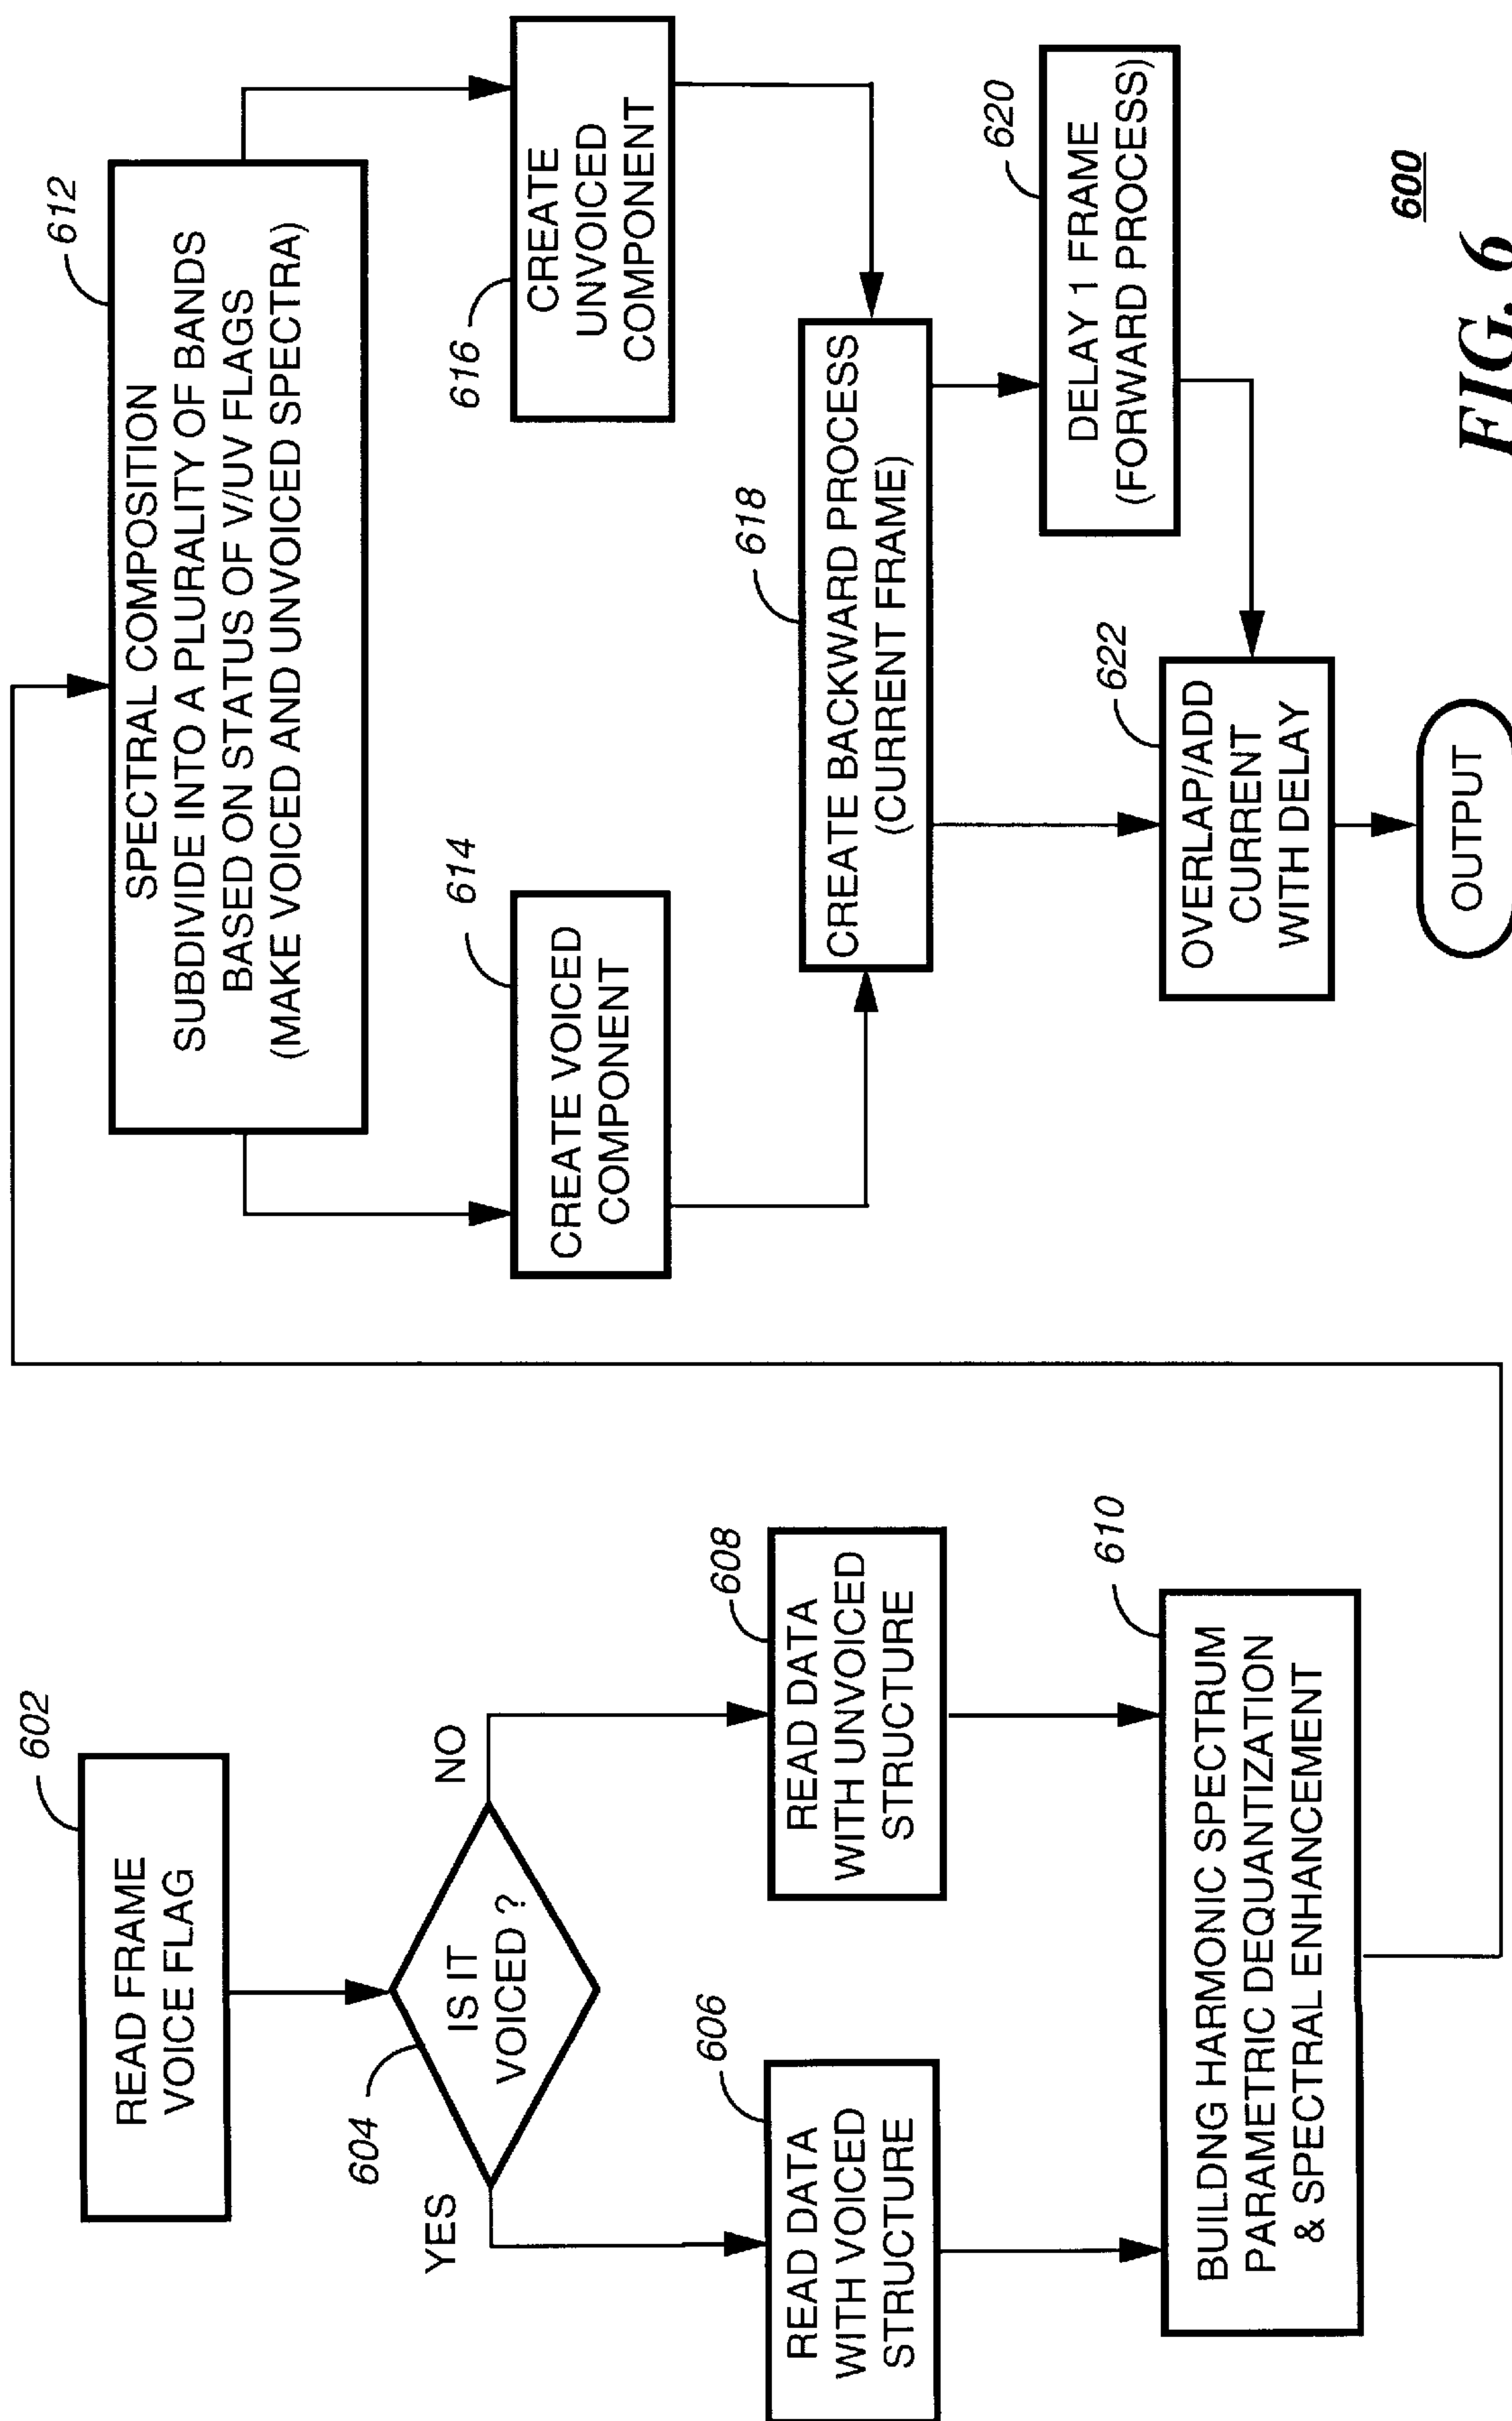 602
READ FRAME
VOICE FLAG
604
IS IT
VOICED ?
YES
NO
606
READ DATA
WITH VOICED
STRUCTURE
608
READ DATA
WITH UNVOICED
STRUCTURE
610
BUILDNG HARMONIC SPECTRUM
PARAMETRIC DEQUANTIZATION
& SPECTRAL ENHANCEMENT
612
SPECTRAL COMPOSITION
SUBDIVIDE INTO A PLURALITY OF BANDS
BASED ON STATUS OF V/UV FLAGS
(MAKE VOICED AND UNVOICED SPECTRA)
614
CREATE VOICED
COMPONENT
616
CREATE
UNVOICED
COMPONENT
618
CREATE BACKWARD PROCESS
(CURRENT FRAME)
620
DELAY 1 FRAME
(FORWARD PROCESS)
622
OVERLAP/ADD
CURRENT
WITH DELAY
OUTPUT
600
FIG. 6